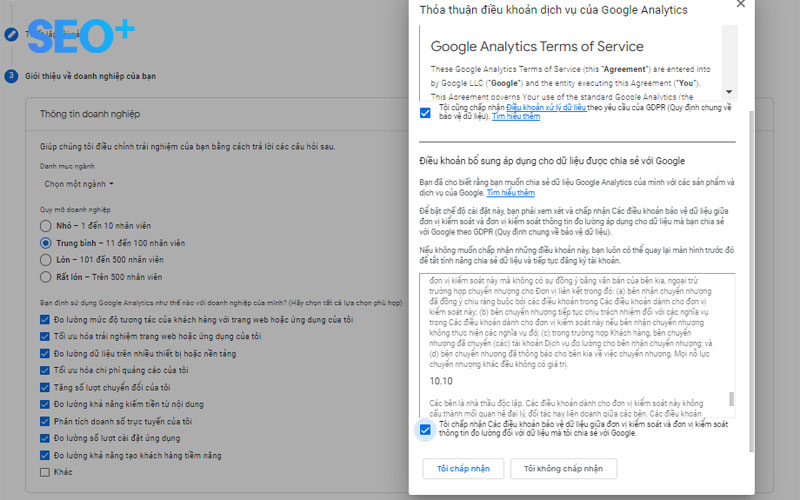 SEO+
3 Giới thiệu về doanh nghiệp của bạn
Thông tin doanh nghiệp
Giúp chúng tôi điều chỉnh trải nghiệm của bạn bằng cách trả lời các câu hỏi sau.
Danh mục ngành
Chọn một ngành
Quy mô doanh nghiệp
Nhỏ – 1 đến 10 nhân viên
Trung bình – 11 đến 100 nhân viên
Lớn – 101 đến 500 nhân viên
Rất lớn – Trên 500 nhân viên
Bạn định sử dụng Google Analytics như thế nào với doanh nghiệp của mình? (Hãy chọn tất cả lựa chọn phù hợp)
Đo lường mức độ tương tác của khách hàng với trang web hoặc ứng dụng của tôi
Tối ưu hóa trải nghiệm trang web hoặc ứng dụng của tôi
Đo lường dữ liệu trên nhiều thiết bị hoặc nền tảng
Tối ưu hóa chi phí quảng cáo của tôi
Tăng số lượt chuyển đổi của tôi
Đo lường khả năng kiếm tiền từ nội dung
Phân tích doanh số trực tuyến của tôi
Đo lường số lượt cài đặt ứng dụng
Đo lường khả năng tạo khách hàng tiềm năng
Khác
Thỏa thuận điều khoản dịch vụ của Google Analytics
Google Analytics Terms of Service
These Google Analytics Terms of Service (this "Agreement") are entered into
by Google LLC ("Google") and the entity executing this Agreement ("You").
This Agreement governs Your use of the standard Google Analytics (the
Tôi cũng chấp nhận Điều khoản xử lý dữ liệu theo yêu cầu của GDPR (Quy định chung về
bảo vệ dữ liệu). Tìm hiểu thêm
Điều khoản bổ sung áp dụng cho dữ liệu được chia sẻ với Google
Bạn đã cho biết rằng bạn muốn chia sẻ dữ liệu Google Analytics của mình với các sản phẩm và
dịch vụ của Google. Tìm hiểu thêm
Để bật chế độ cài đặt này, bạn phải xem xét và chấp nhận Các điều khoản bảo vệ dữ liệu giữa
đơn vị kiểm soát và đơn vị kiểm soát thông tin đo lường áp dụng cho dữ liệu mà bạn chia sẻ
với Google theo GDPR (Quy định chung về bảo vệ dữ liệu).
Nếu không muốn chấp nhận những điều khoản này, bạn luôn có thể quay lại màn hình trước đó
để tắt tính năng chia sẻ dữ liệu và tiếp tục đăng ký tài khoản.
đơn vị kiểm soát này mà không có sự đồng ý bằng văn bản của bên kia, ngoại trừ
trường hợp chuyển nhượng cho Đơn vị liên kết trong đó: (a) bên nhận chuyển nhượng
đã đồng ý chịu ràng buộc bởi các điều khoản trong Các điều khoản dành cho đơn vị
kiểm soát này; (b) bên chuyển nhượng tiếp tục chịu trách nhiệm đối với các nghĩa vụ
trong Các điều khoản dành cho đơn vị kiểm soát này nếu bên nhận chuyển nhượng
không thực hiện các nghĩa vụ đó; (c) trong trường hợp Khách hàng, bên chuyển
nhượng đã chuyển (các) tài khoản Dịch vụ đo lường cho bên nhận chuyển nhượng; và
(d) bên chuyển nhượng đã thông báo cho bên kia về việc chuyển nhượng. Mọi nỗ lực
chuyển nhượng khác đều không có giá trị.
10.10
Các bên là nhà thầu độc lập. Các điều khoản dành cho đơn vị kiểm soát này không
cấu thành mối quan hệ đại lý, đối tác hay liên doanh giữa các bên. Các điều khoản
Tôi chấp nhận Các điều khoản bảo vệ dữ liệu giữa đơn vị kiểm soát và đơn vị kiểm soát
thông tin đo lường đối với dữ liệu mà tôi chia sẻ với Google.
Tôi chấp nhận
Tôi không chấp nhận